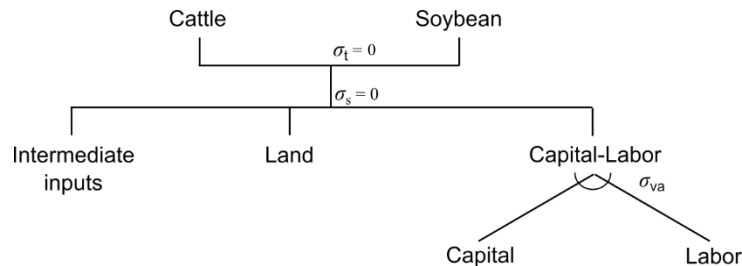 Cattle
Soybean
σt = 0
σs = 0
Intermediate
inputs
Land
Capital-Labor
σva
Capital
Labor